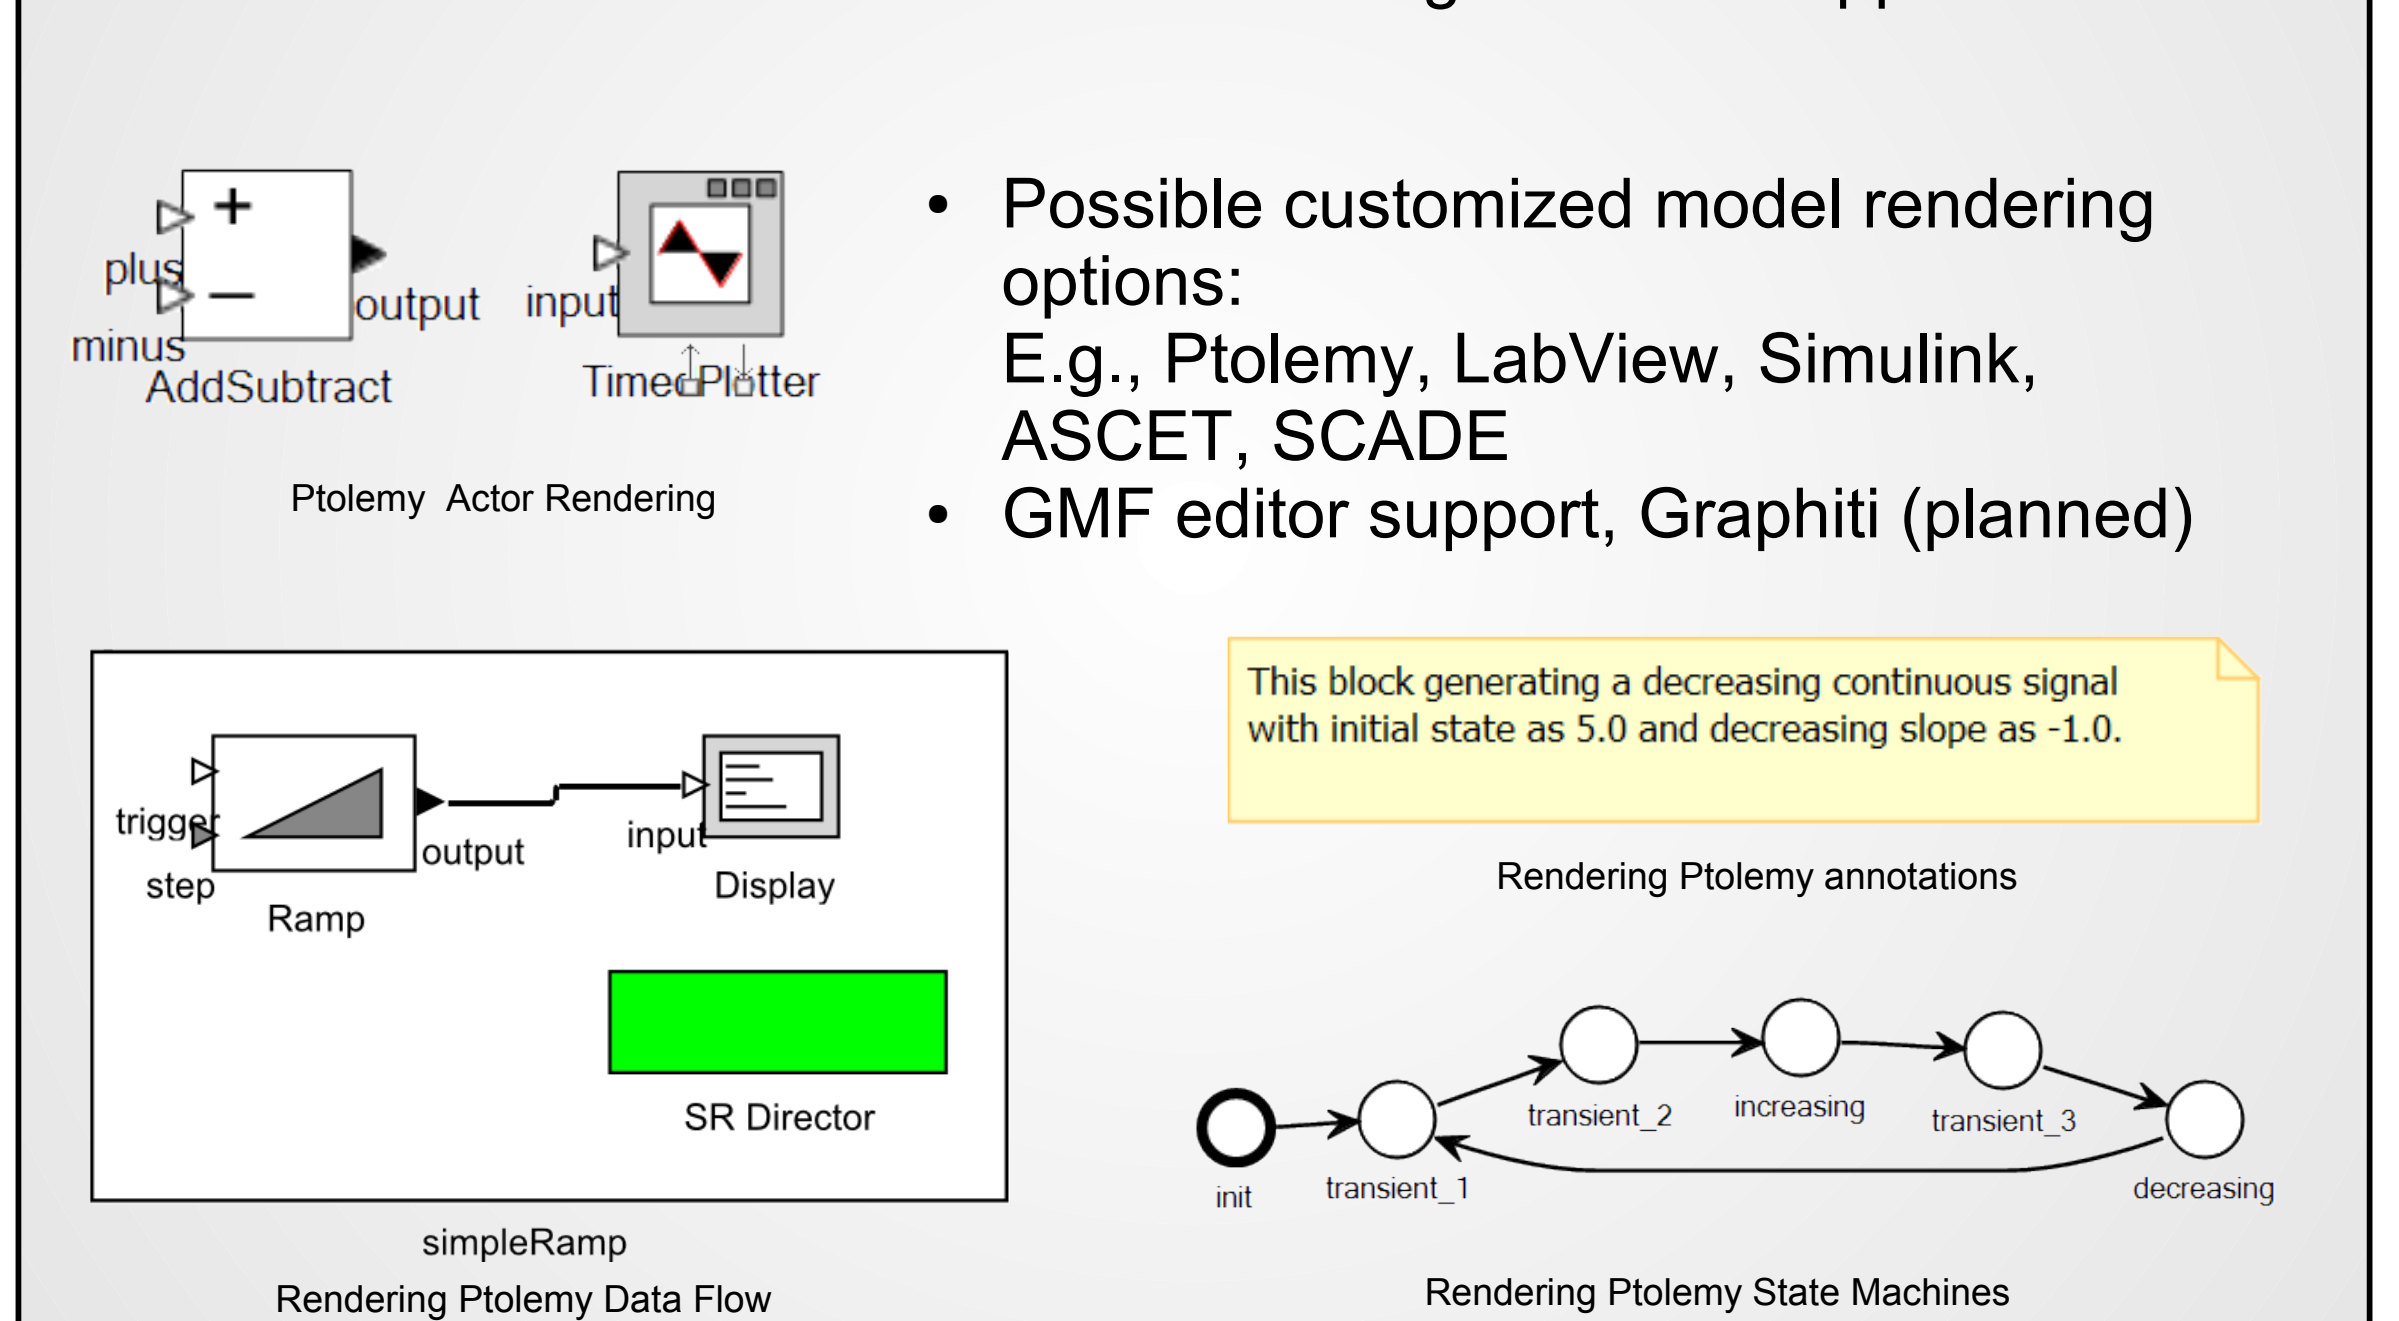 plus
minus
+
—
output
AddSubtract
input
TimedPlotter
Ptolemy Actor Rendering
• Possible customized model rendering
options:
E.g., Ptolemy, LabView, Simulink,
ASCET, SCADE
• GMF editor support, Graphiti (planned)
trigger
step
output
Ramp
input
Display
SR Director
simpleRamp
Rendering Ptolemy Data Flow
This block generating a decreasing continuous signal
with initial state as 5.0 and decreasing slope as -1.0.
Rendering Ptolemy annotations
init
transient_1
transient_2
increasing
transient_3
decreasing
Rendering Ptolemy State Machines